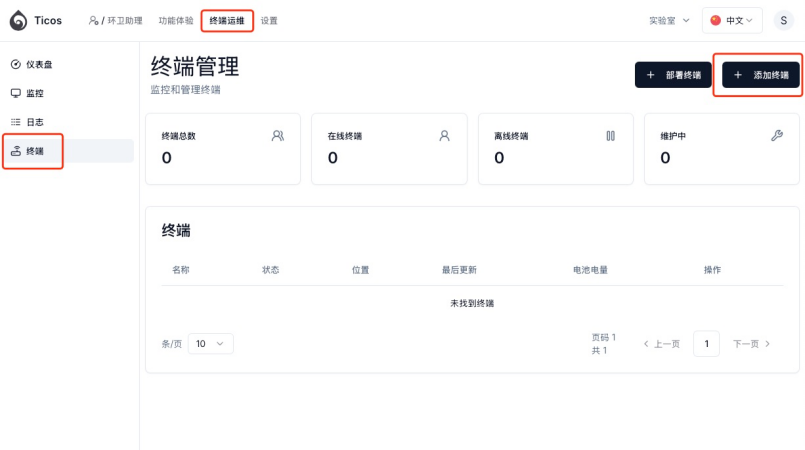 Ticos / 环卫助理 功能体验 终端运维 设置 实验室 中文 S
仪表盘
监控
日志
终端
终端管理
监控和管理终端
+ 部署终端 + 添加终端
终端总数 在线终端 离线终端 维护中
0 0 0 0
终端
名称 状态 位置 最后更新 电池电量 操作
未找到终端
条/页 10
页码 1
共 1
< 上一页 1 下一页 >